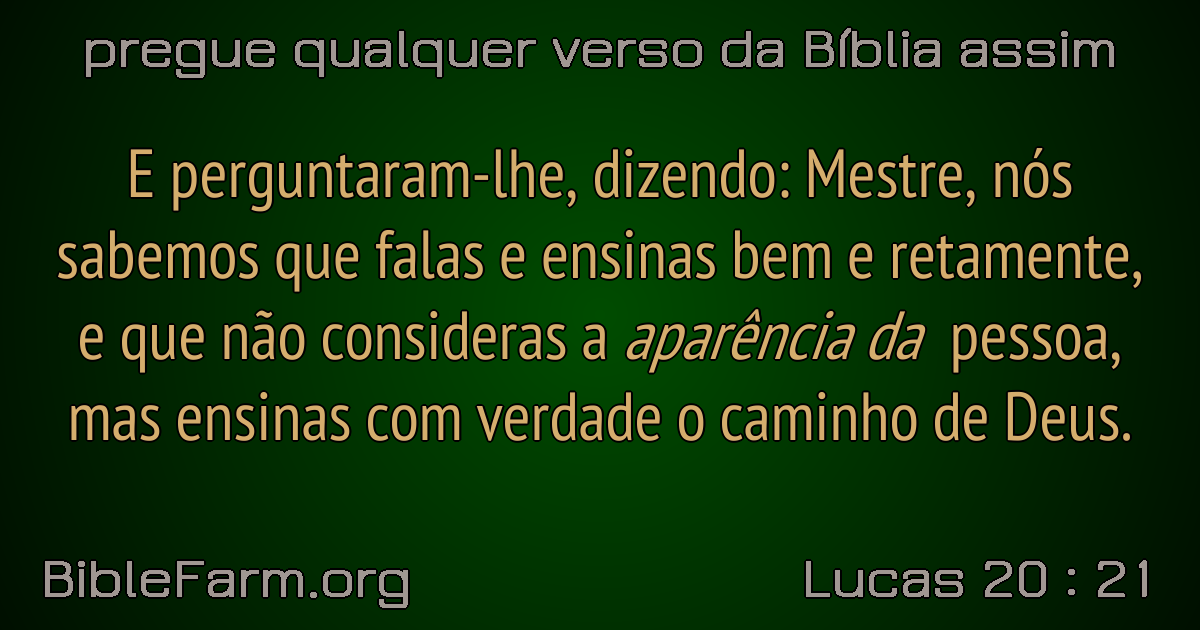 pregue qualquer verso da Bíblia assim
E perguntaram-lhe, dizendo: Mestre, nós
sabemos que falas e ensinas bem e retamente,
e que não consideras a aparência da pessoa,
mas ensinas com verdade o caminho de Deus.
BibleFarm.org
Lucas 20 : 21